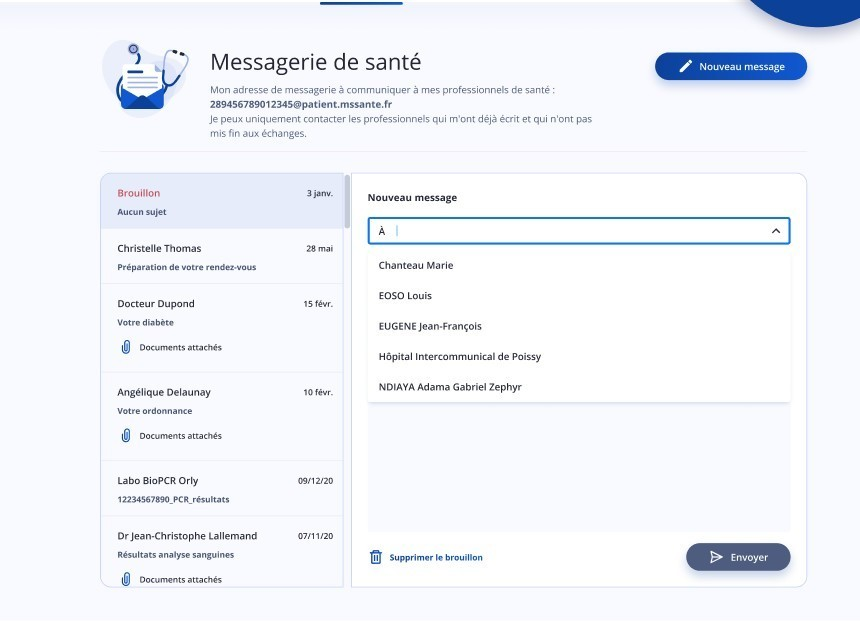 Messagerie de santé
Mon adresse de messagerie à communiquer à mes professionnels de santé :
289456789012345@patient.mssante.fr
Je peux uniquement contacter les professionnels qui m'ont déjà écrit et qui n'ont pas
mis fin aux échanges.
Nouveau message
Brouillon 3 janv.
Aucun sujet
Christelle Thomas 28 mai
Préparation de votre rendez-vous
Docteur Dupond 15 févr.
Votre diabète
Documents attachés
Angélique Delaunay 10 févr.
Votre ordonnance
Documents attachés
Labo BioPCR Orly 09/12/20
12234567890_PCR_résultats
Dr Jean-Christophe Lallemand 07/11/20
Résultats analyse sanguines
Documents attachés
Nouveau message
À
Chanteau Marie
EOSO Louis
EUGENE Jean-François
Hôpital Intercommunical de Poissy
NDIAYA Adama Gabriel Zephyr
Supprimer le brouillon
Envoyer